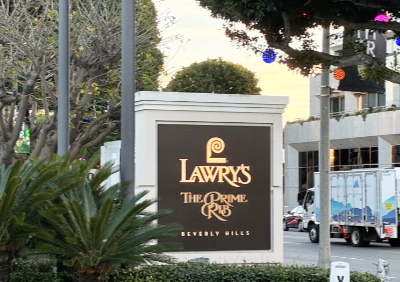 LAWRY'S
THE PRIME
RIB
BEVERLY HILLS
R
Y